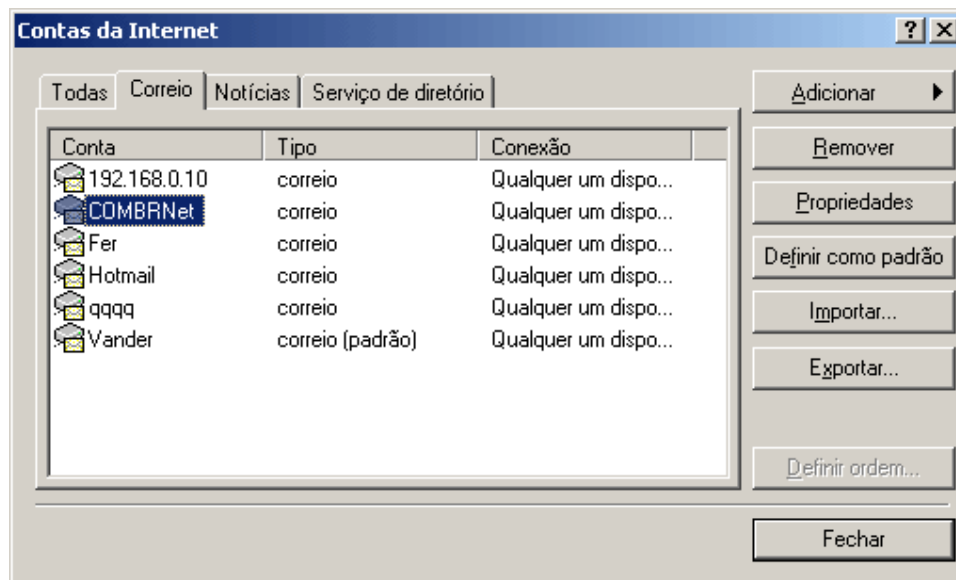 Contas da Internet
Todas Correio Notícias Serviço de diretório
Adicionar
Conta Tipo Conexão
Remover
192.168.0.10 correio Qualquer um dispo...
COMBRNet correio Qualquer um dispo...
Propriedades
Fer correio Qualquer um dispo...
Definir como padrão
Hotmail correio Qualquer um dispo...
qqqq correio Qualquer um dispo...
Importar...
Vander correio (padrão) Qualquer um dispo...
Exportar...
Definir ordem...
Fechar